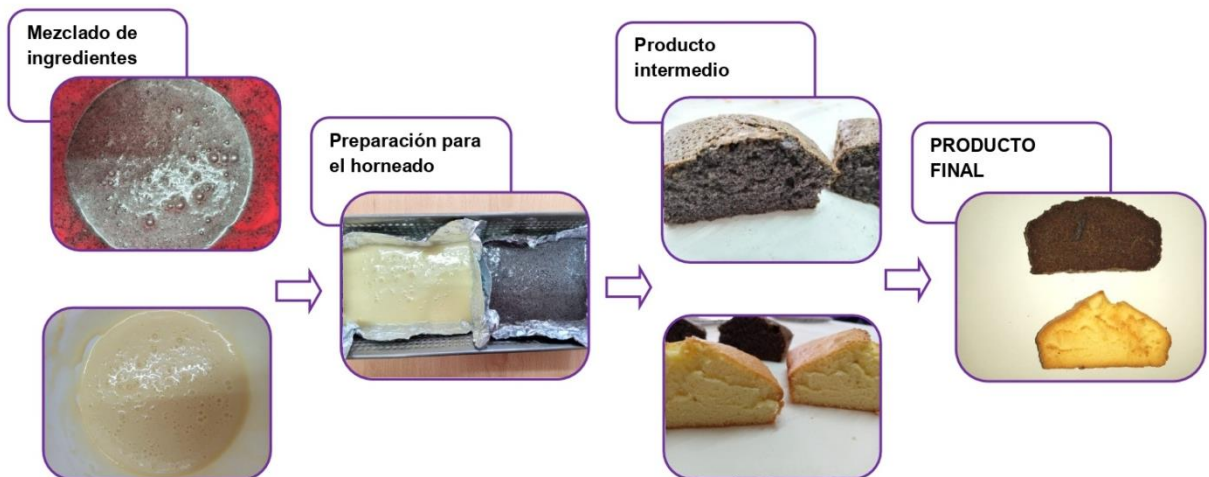 Mezclado de
ingredientes
Preparación para
el horneado
Producto
intermedio
PRODUCTO
FINAL